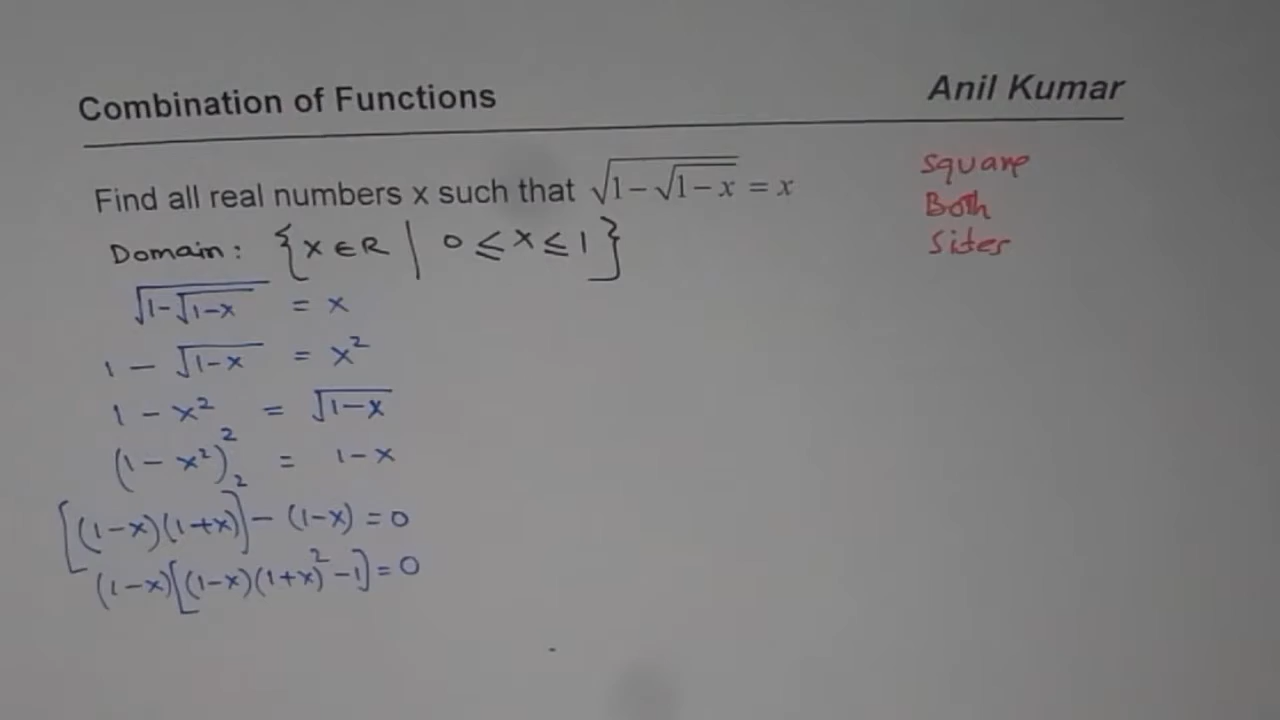 Combination of Functions
Anil Kumar
Find all real numbers x such that √(1−√(1−x)) = x
Square
Both
Sites
Domain: {x∈R | 0 ≤ x ≤ 1}
√(1−√(1−x)) = x
1 − √(1−x) = x²
1 − x² = √(1−x)
(1 − x²)² = 1−x
[(1−x)(1+x)]² − (1−x) = 0
(1−x)[(1−x)(1+x)² −1] = 0